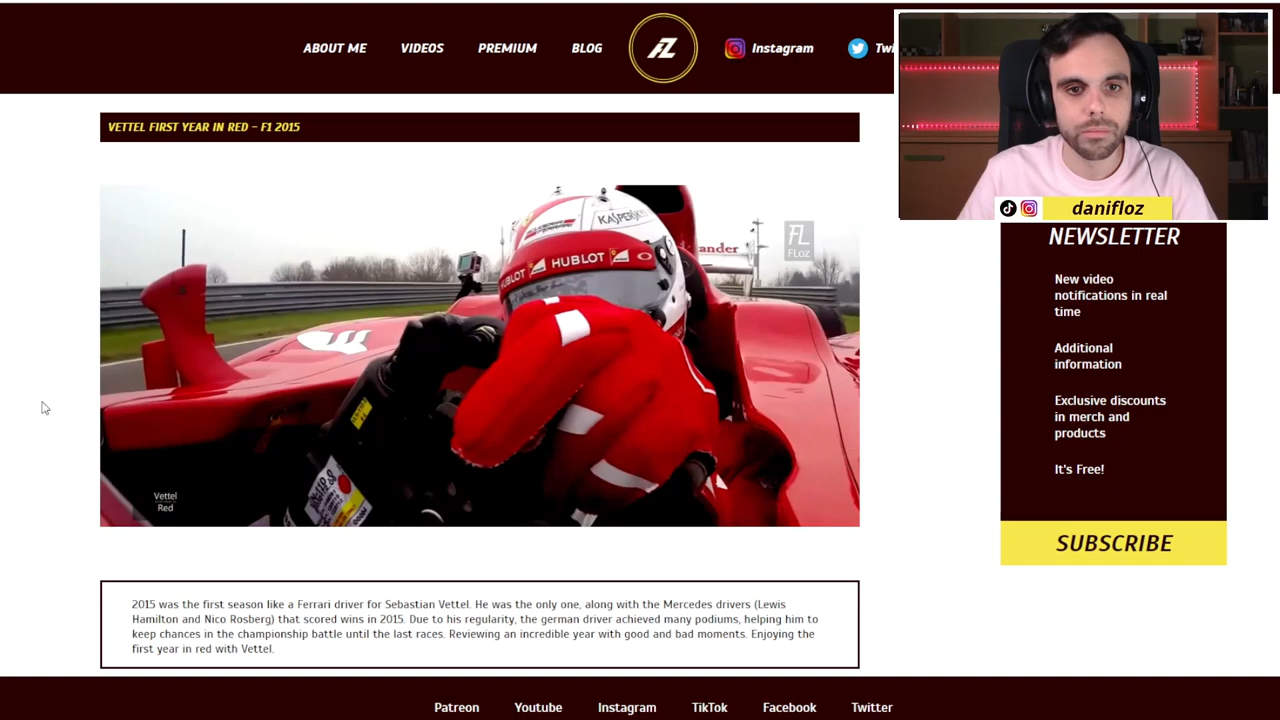 ABOUT ME VIDEOS PREMIUM BLOG FZ Instagram
VETTEL FIRST YEAR IN RED – F1 2015
KASPERSKY
HUBLOT HUBLOT
FL
FLoz
Vettel
Red
danifloz
NEWSLETTER
New video
notifications in real
time
Additional
information
Exclusive discounts
in merch and
products
It's Free!
SUBSCRIBE
2015 was the first season like a Ferrari driver for Sebastian Vettel. He was the only one, along with the Mercedes drivers (Lewis
Hamilton and Nico Rosberg) that scored wins in 2015. Due to his regularity, the german driver achieved many podiums, helping him to
keep chances in the championship battle until the last races. Reviewing an incredible year with good and bad moments. Enjoying the
first year in red with Vettel.
Patreon Youtube Instagram TikTok Facebook Twitter